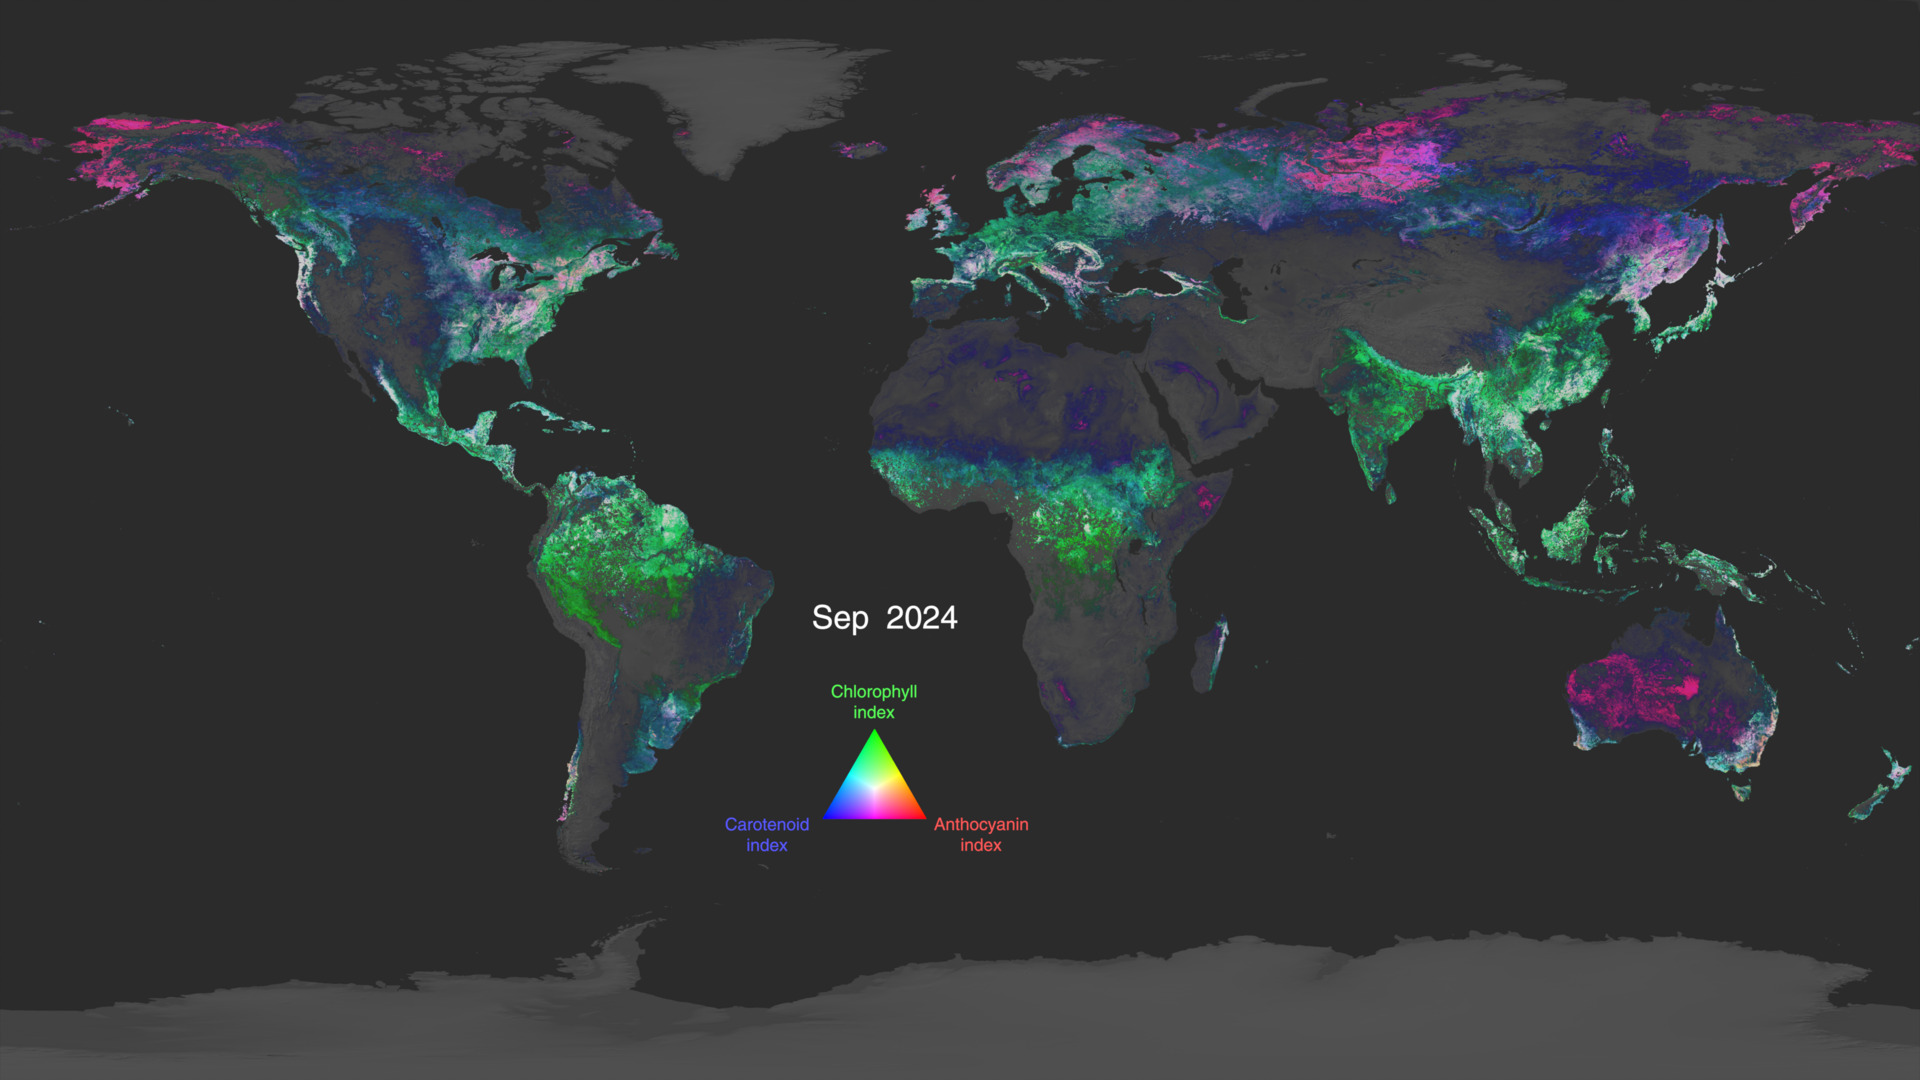 Sep 2024
Chlorophyll
index
Carotenoid
index
Anthocyanin
index